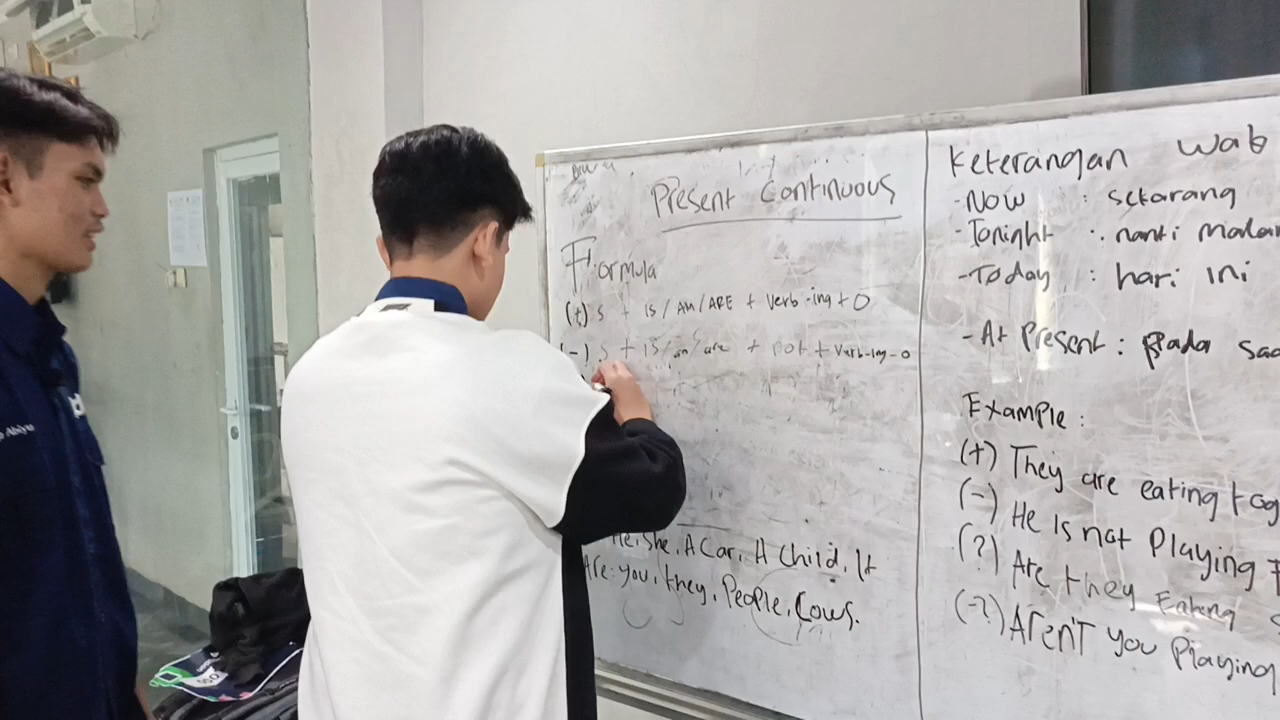 Present Continuous
Formula
(+) S + IS / AM / ARE + Verb-ing + O
(-) S + IS/am/are + not + Verb-ing-O
He, She, A Car, A Child, It
Are: you, they, People, Cows.
Keterangan Wab
-Now : sekarang
-Tonight : nanti malam
-Today : hari ini
-At Present : pada saa
Example :
(+) They are eating tog
(-) He Is not Playing F
(?) Are they Eating S
(-?) Aren't you Playing